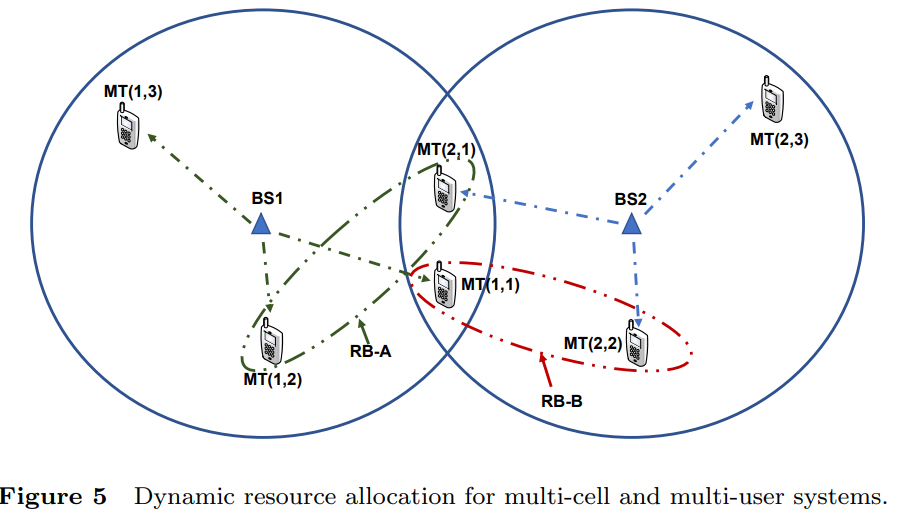 MT(1,3)
MT(2,3)
MT(2,1)
BS1
BS2
MT(1,1)
RB-A
MT(2,2)
MT(1,2)
RB-B
Figure 5 Dynamic resource allocation for multi-cell and multi-user systems.